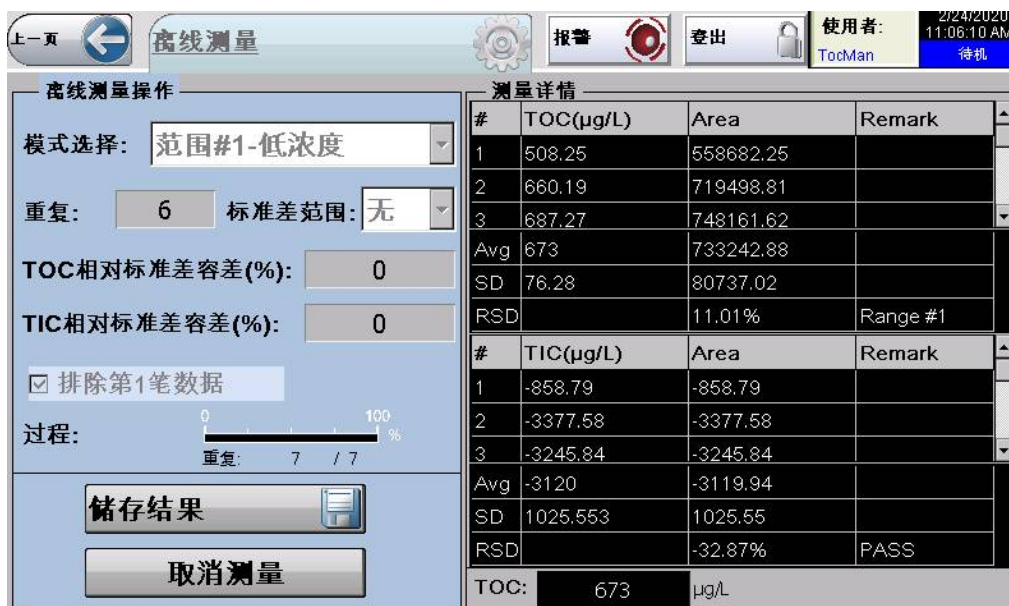 上一页
离线测量
报警
登出
使用者:
TocMan
2/24/2020
11:06:10 AM
待机
离线测量操作
模式选择: 范围#1-低浓度
重复: 6 标准差范围: 无
TOC相对标准差容差(%): 0
TIC相对标准差容差(%): 0
排除第1笔数据
过程: 0 100 %
重复: 7 / 7
储存结果
取消测量
测量详情
# TOC(µg/L) Area Remark
1 508.25 558682.25
2 660.19 719498.81
3 687.27 748161.62
Avg 673 733242.88
SD 76.28 80737.02
RSD 11.01% Range #1
# TIC(µg/L) Area Remark
1 -858.79 -858.79
2 -3377.58 -3377.58
3 -3245.84 -3245.84
Avg -3120 -3119.94
SD 1025.553 1025.55
RSD -32.87% PASS
TOC: 673 µg/L